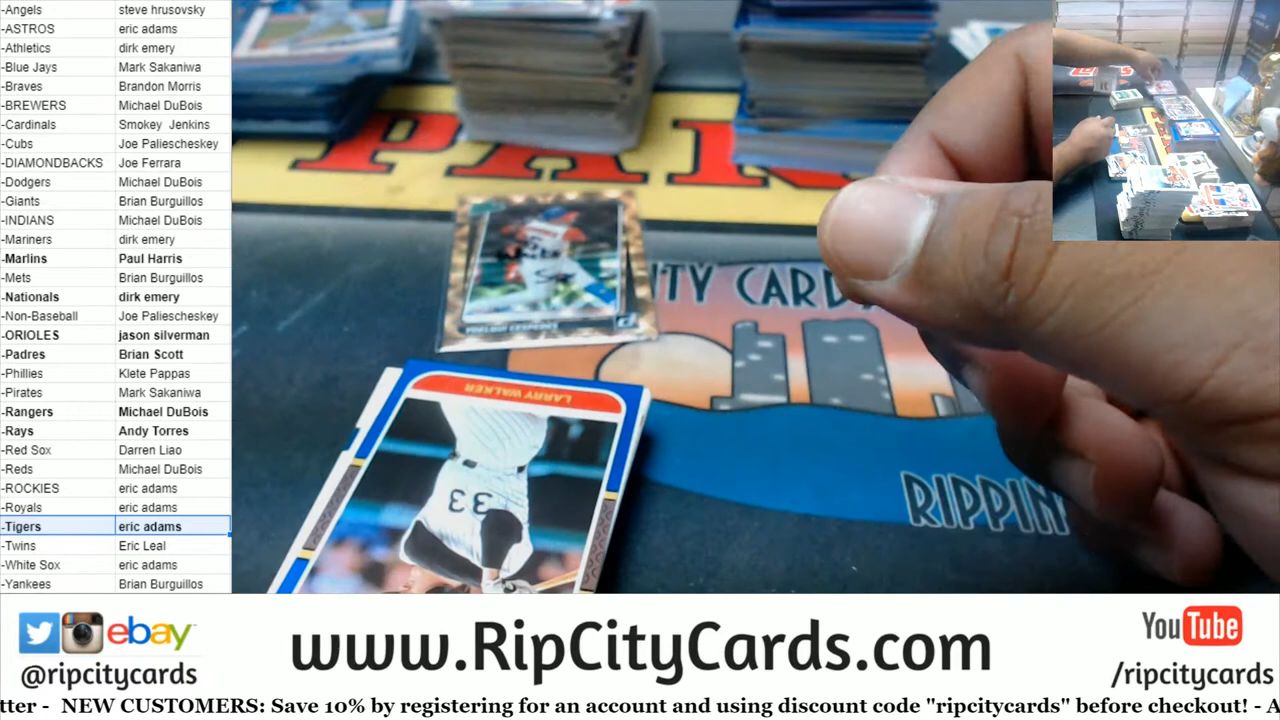 -Angels steve hrusovsky
-ASTROS eric adams
-Athletics dirk emery
-Blue Jays Mark Sakaniwa
-Braves Brandon Morris
-BREWERS Michael DuBois
-Cardinals Smokey Jenkins
-Cubs Joe Paliescheskey
-DIAMONDBACKS Joe Ferrara
-Dodgers Michael DuBois
-Giants Brian Burguillos
-INDIANS Michael DuBois
-Mariners dirk emery
-Marlins Paul Harris
-Mets Brian Burguillos
-Nationals dirk emery
-Non-Baseball Joe Paliescheskey
-ORIOLES jason silverman
-Padres Brian Scott
-Phillies Klete Pappas
-Pirates Mark Sakaniwa
-Rangers Michael DuBois
-Rays Andy Torres
-Red Sox Darren Liao
-Reds Michael DuBois
-ROCKIES eric adams
-Royals eric adams
-Tigers eric adams
-Twins Eric Leal
-White Sox eric adams
-Yankees Brian Burguillos
CITY CARD
LARRY WALKER
33
RIPPIN
ebay
@ripcitycards
www.RipCityCards.com
YouTube
/ripcitycards
tter - NEW CUSTOMERS: Save 10% by registering for an account and using discount code "ripcitycards" before checkout! - A